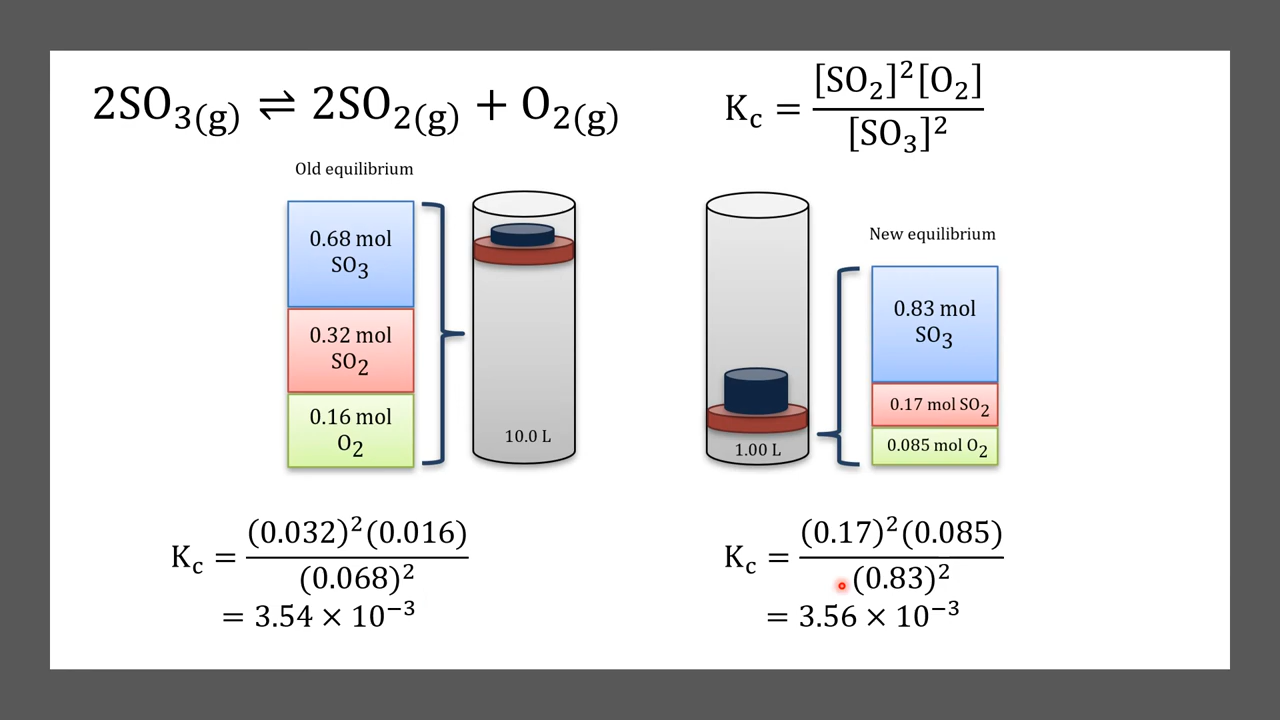 2SO₃(g) ⇌ 2SO₂(g) + O₂(g)
K_c = [SO₂]²[O₂] / [SO₃]²
Old equilibrium
0.68 mol
SO₃
0.32 mol
SO₂
0.16 mol
O₂
10.0 L
1.00 L
New equilibrium
0.83 mol
SO₃
0.17 mol SO₂
0.085 mol O₂
K_c = (0.032)²(0.016) / (0.068)²
= 3.54 × 10⁻³
K_c = (0.17)²(0.085) / (0.83)²
= 3.56 × 10⁻³